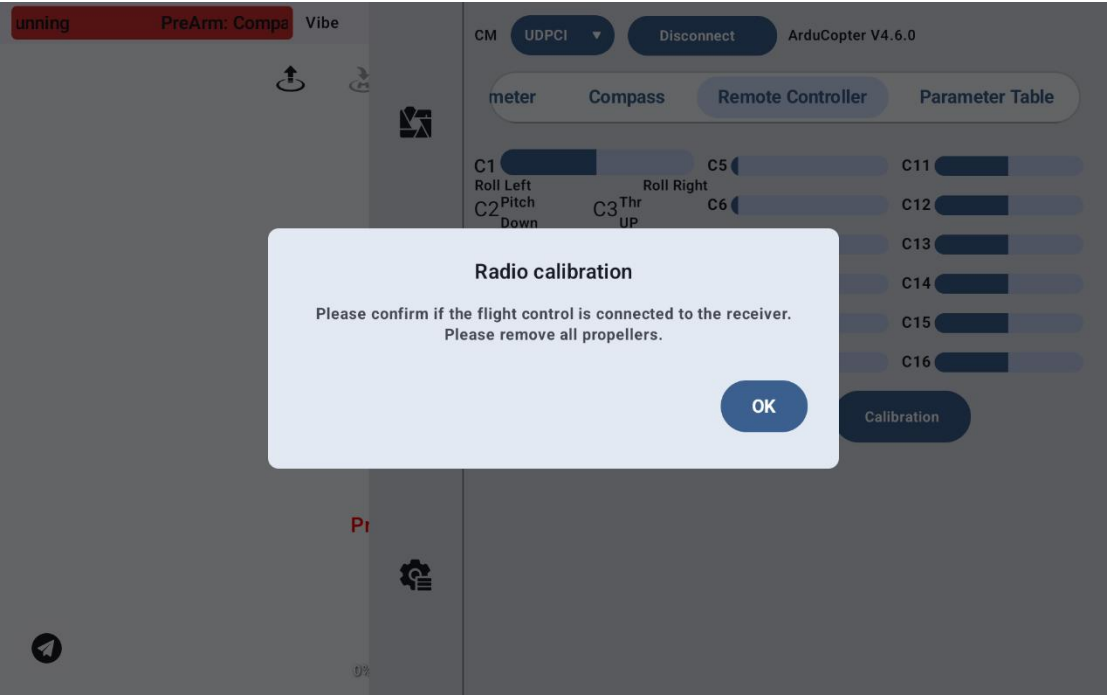 unning PreArm: Compa Vibe
CM UDPCI Disconnect ArduCopter V4.6.0
meter Compass Remote Controller Parameter Table
C1 C5 C11
Roll Left Roll Right
C2 Pitch Down C3 Thr UP C6 C12
C13
Radio calibration
C14
Please confirm if the flight control is connected to the receiver.
Please remove all propellers.
C15
C16
OK
Calibration
Pr
0%